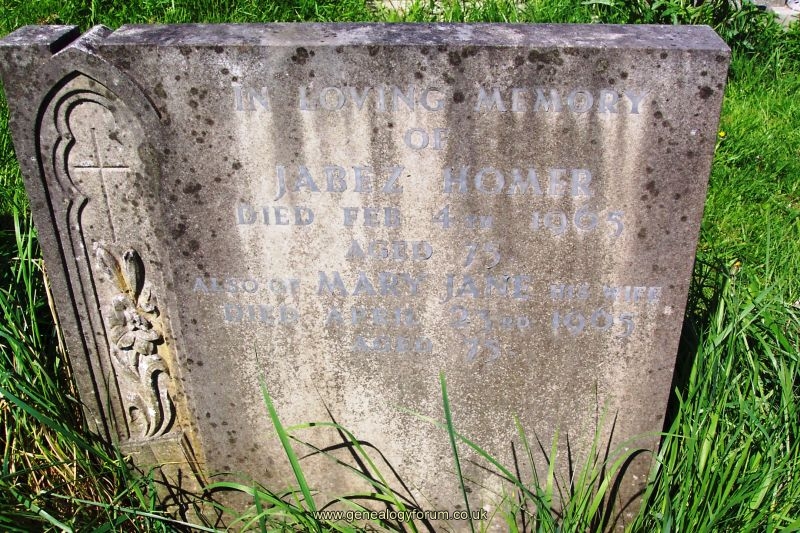 IN LOVING MEMORY
OF
JABEZ HOMER
DIED FEB 4TH 1965
AGED 75.
ALSO OF MARY JANE HIS WIFE
DIED APRIL 23RD 1965
AGED 75.
www.genealogyforum.co.uk